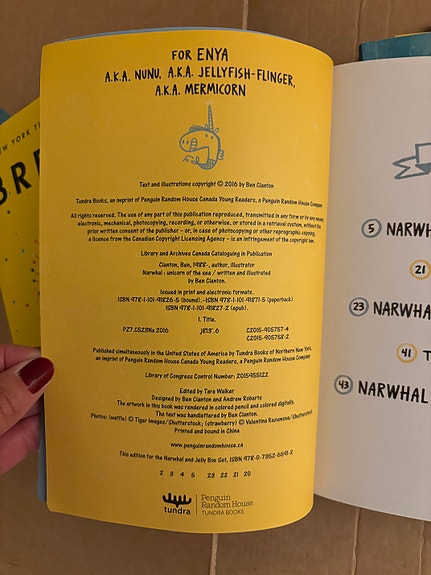 FOR ENYA
A.K.A. NUNU, A.K.A. JELLYFISH-FLINGER,
A.K.A. MERMICORN
Text and illustrations copyright © 2016 by Ben Clanton
Tundra Books, an imprint of Penguin Random House Canada Young Readers, a Penguin Random House Company
All rights reserved. The use of any part of this publication reproduced, transmitted in any form or by any means,
electronic, mechanical, photocopying, recording, or otherwise, or stored in a retrieval system, without the
prior written consent of the publisher – or, in case of photocopying or other reprographic copying,
a licence from the Canadian Copyright Licensing Agency – is an infringement of the copyright law.
Library and Archives Canada Cataloguing in Publication
Clanton, Ben, 1988-, author, illustrator
Narwhal : unicorn of the sea / written and illustrated
by Ben Clanton.
Issued in print and electronic formats.
ISBN 978-1-101-91826-5 (bound).-ISBN 978-1-101-91871-5 (paperback)
ISBN 978-1-101-91827-2 (epub).
I. Title.
PZ7.C523Na 2016 j813'.6 C2015-905757-4
C2015-905758-2
Published simultaneously in the United States of America by Tundra Books of Northern New York,
an imprint of Penguin Random House Canada Young Readers, a Penguin Random House Company
Library of Congress Control Number: 2015955122
Edited by Tara Walker
Designed by Ben Clanton and Andrew Roberts
The artwork in this book was rendered in colored pencil and colored digitally.
The text was handlettered by Ben Clanton.
Photos: (waffle) © Tiger Images/Shutterstock; (strawberry) © Valentina Razumova/Shutterstock
Printed and bound in China
www.penguinrandomhouse.ca
This edition for the Narwhal and Jelly Box Set, ISBN 978-0-7352-6691-2
2 3 4 5 23 22 21 20
tundra
Penguin
Random House
TUNDRA BOOKS
5 NARWHA
21
23 NARWHA
41 T
43 NARWHAL
NEW YORK TI
BRE